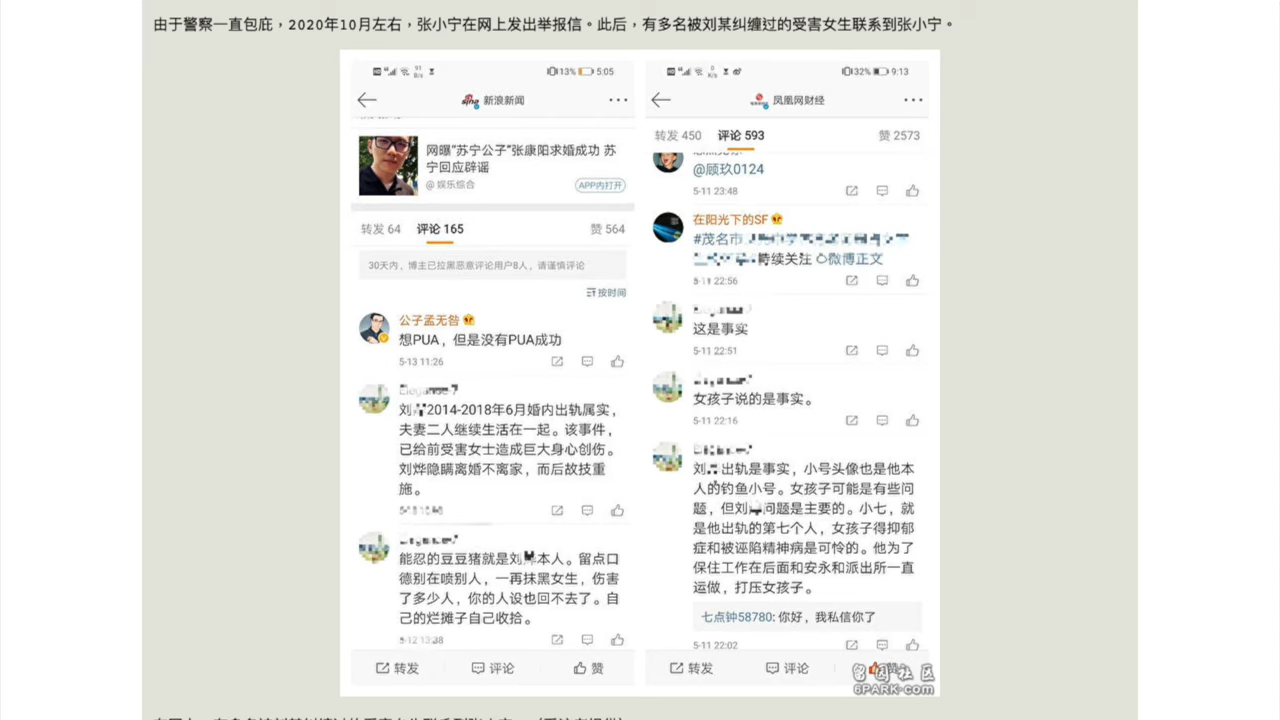 由于警察一直包庇，2020年10月左右，张小宁在网上发出举报信。此后，有多名被刘某纠缠过的受害女生联系到张小宁。
13% 5:05
新浪新闻
网曝“苏宁公子”张康阳求婚成功 苏
宁回应辟谣
@ 娱乐综合
APP内打开
转发 64 评论 165 赞 564
30天内，博主已拉黑恶意评论用户8人，请谨慎评论
按时间
公子孟无咎
想PUA，但是没有PUA成功
5-13 11:26
刘 2014-2018年6月婚内出轨属实，
夫妻二人继续生活在一起。该事件，
已给前受害女士造成巨大身心创伤。
刘烨隐瞒离婚不离家，而后故技重
施。
能忍的豆豆猪就是刘 本人。留点口
德别在喷别人，一再抹黑女生，伤害
了多少人，你的人设也回不去了。自
己的烂摊子自己收拾。
5-12 13:38
转发 评论 赞
32% 9:13
凤凰网财经
转发 450 评论 593 赞 2573
@顾玖0124
5-11 23:48
在阳光下的SF
#茂名市
持续关注 微博正文
5-11 22:56
这是事实
5-11 22:51
女孩子说的是事实。
5-11 22:16
刘 出轨是事实，小号头像也是他本
人的钓鱼小号。女孩子可能是有些问
题，但刘 问题是主要的。小七，就
是他出轨的第七个人，女孩子得抑郁
症和被诬陷精神病是可怜的。他为了
保住工作在后面和安永和派出所一直
运做，打压女孩子。
七点钟58780: 你好，我私信你了
5-11 22:02
转发 评论
留园社区
6PARK.com